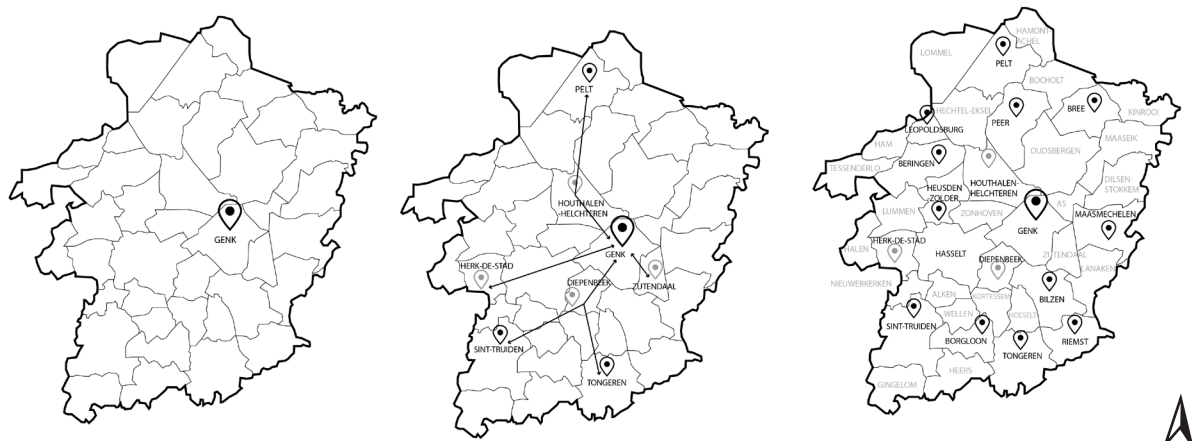 GENK
PELT
HOUTHALEN
-HELCHTEREN
GENK
HERK-DE-STAD
DIEPENBEEK
ZUTENDAAL
SINT-TRUIDEN
TONGEREN
HAMONT-
ACHEL
LOMMEL
PELT
BOCHOLT
HECHTEL-EKSEL
PEER
BREE
KINROOI
LEOPOLDSBURG
HAM
MAASEIK
BERINGEN
OUDSBERGEN
TESSENDERLO
HOUTHALEN-
HELCHTEREN
DILSEN-
STOKKEM
HEUSDEN
ZOLDER
AS
LUMMEN
ZONHOVEN
MAASMECHELEN
GENK
HERK-DE-STAD
HALEN
HASSELT
DIEPENBEEK
ZUTENDAAL
LANAKEN
NIEUWERKERKEN
BILZEN
ALKEN
KORTESSEM
WELLEN
HOESELT
SINT-TRUIDEN
BORGLOON
RIEMST
TONGEREN
HEERS
GINGELOM